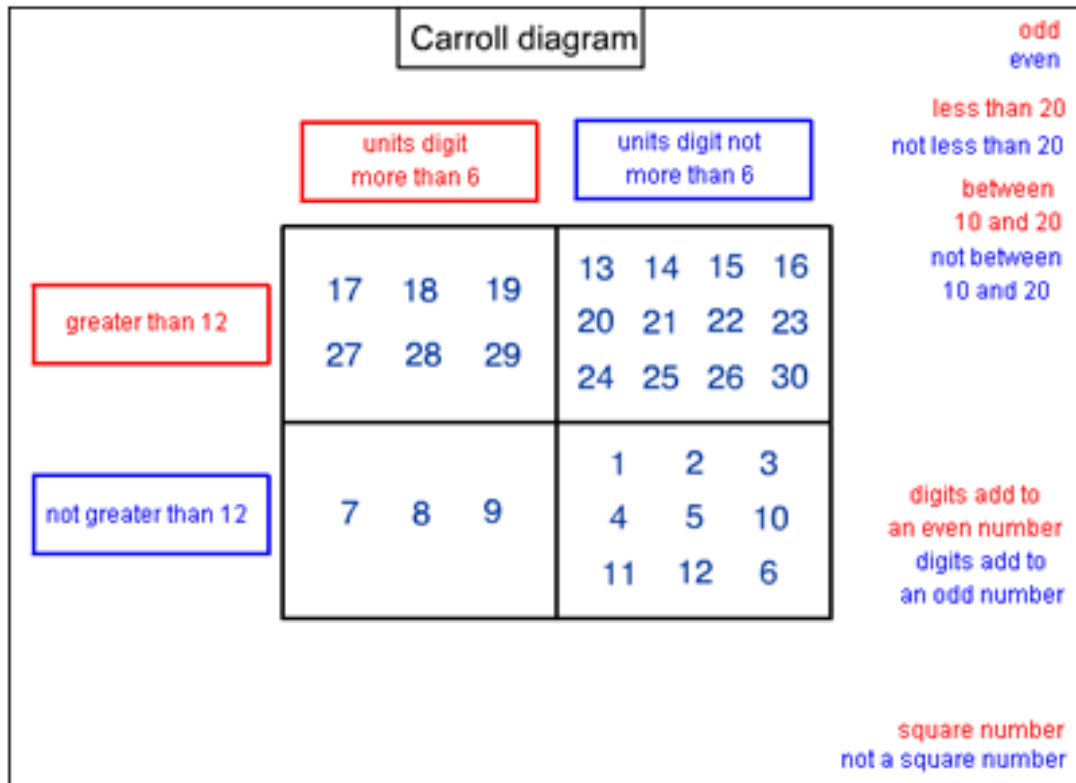 Carroll diagram
odd
even
less than 20
not less than 20
between
10 and 20
not between
10 and 20
units digit
more than 6
units digit not
more than 6
greater than 12
17 18 19
27 28 29
13 14 15 16
20 21 22 23
24 25 26 30
not greater than 12
7 8 9
1 2 3
4 5 10
11 12 6
digits add to
an even number
digits add to
an odd number
square number
not a square number